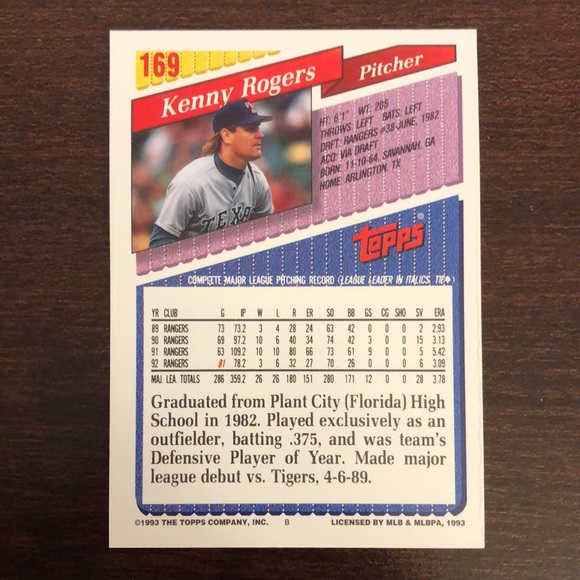 169
Kenny Rogers
Pitcher
HT: 6'1" WT: 205
THROWS: LEFT BATS: LEFT
DRFT: RANGERS #38-JUNE, 1982
ACQ: VIA DRAFT
BORN: 11-10-64, SAVANNAH, GA
HOME: ARLINGTON, TX
TEXA
Topps®
COMPLETE MAJOR LEAGUE PITCHING RECORD (LEAGUE LEADER IN ITALICS, TIE◆)
YR CLUB G IP W L R ER SO BB GS CG SHO SV ERA
89 RANGERS 73 73.2 3 4 28 24 63 42 0 0 0 2 2.93
90 RANGERS 69 97.2 10 6 40 34 74 42 3 0 0 15 3.13
91 RANGERS 63 109.2 10 10 80 66 73 61 9 0 0 5 5.42
92 RANGERS 81 78.2 3 6 32 27 70 26 0 0 0 6 3.09
MAJ. LEA. TOTALS 286 359.2 26 26 180 151 280 171 12 0 0 28 3.78
Graduated from Plant City (Florida) High
School in 1982. Played exclusively as an
outfielder, batting .375, and was team's
Defensive Player of Year. Made major
league debut vs. Tigers, 4-6-89.
©1993 THE TOPPS COMPANY, INC. B LICENSED BY MLB & MLBPA, 1993